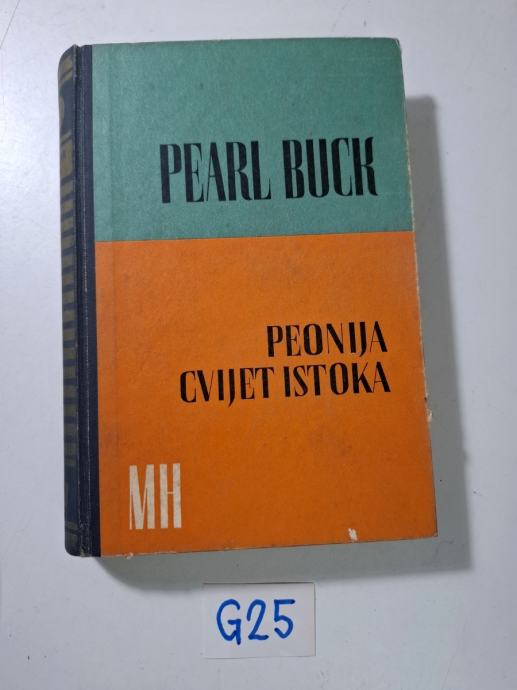 PEARL BUCK
PEONIJA
CVIJET ISTOKA
MH
G25